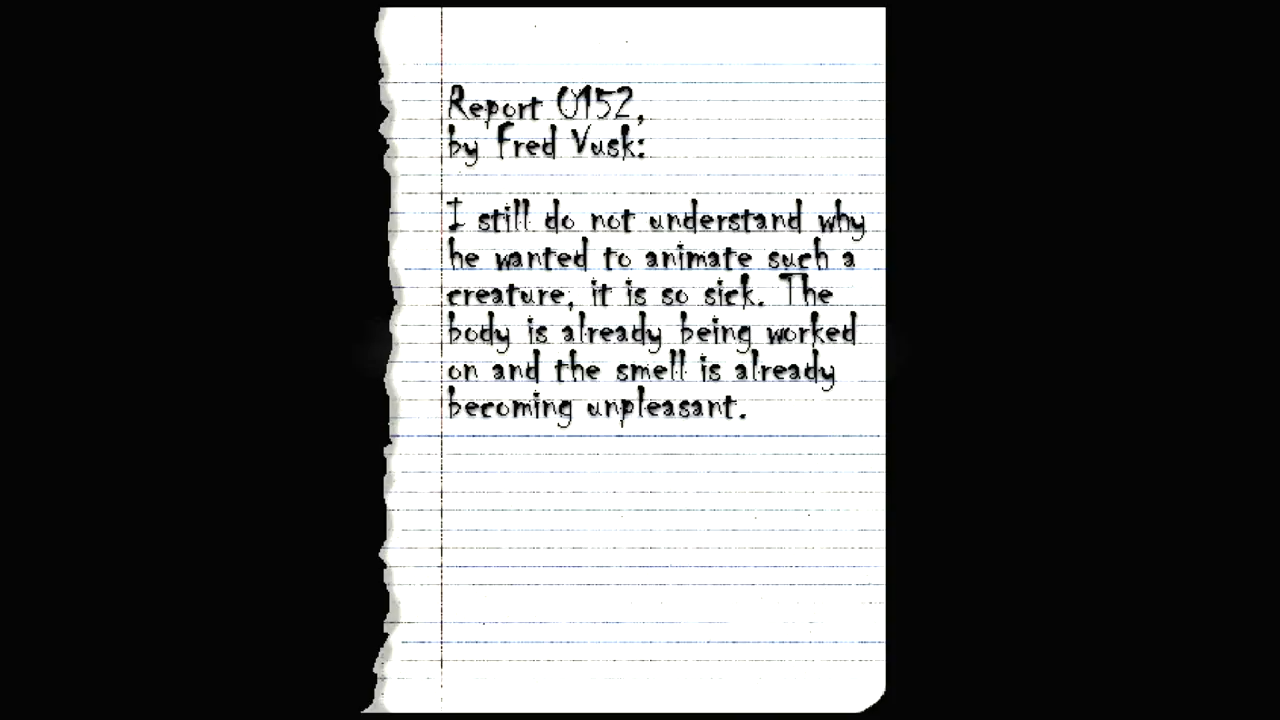 Report 0152,
by Fred Vusk:
I still do not understand why
he wanted to animate such a
creature, it is so sick. The
body is already being worked
on and the smell is already
becoming unpleasant.